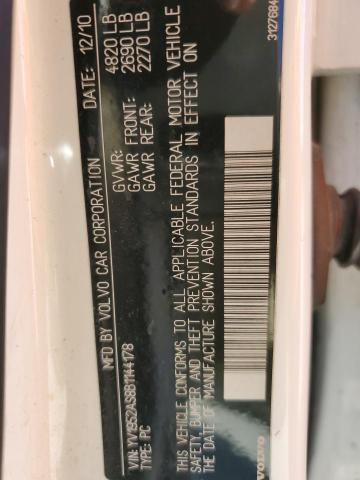 MFD BY VOLVO CAR CORPORATION DATE: 12/10
GVWR: 4820 LB
GAWR FRONT: 2690 LB
GAWR REAR: 2270 LB
VIN: YV1952AS8B1144178
TYPE: PC
THIS VEHICLE CONFORMS TO ALL APPLICABLE FEDERAL MOTOR VEHICLE
SAFETY, BUMPER AND THEFT PREVENTION STANDARDS IN EFFECT ON
THE DATE OF MANUFACTURE SHOWN ABOVE.
VOLVO 3127684